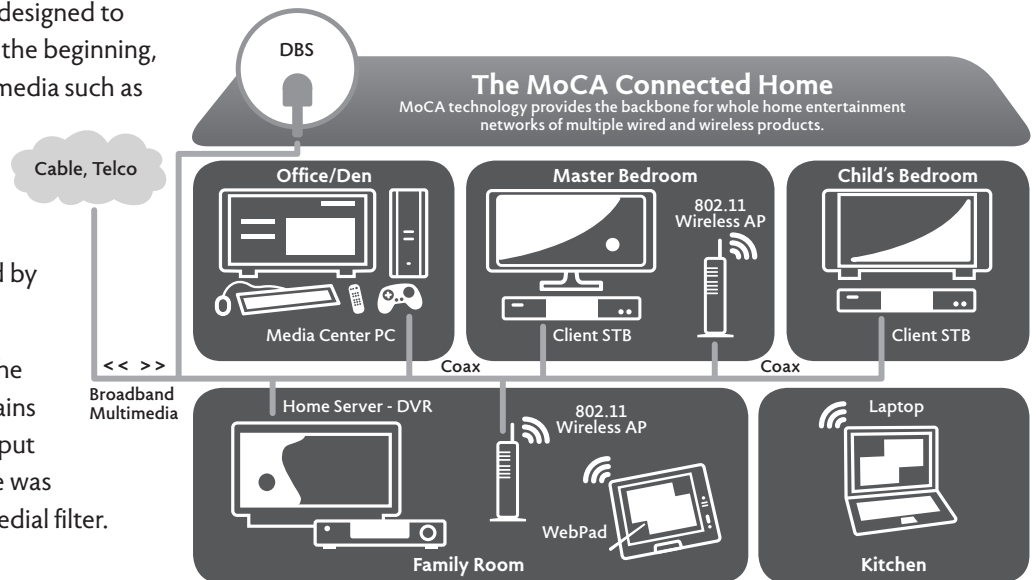 designed to
the beginning,
media such as
d by
he
ains
put
e was
edial filter.
DBS
The MoCA Connected Home
MoCA technology provides the backbone for whole home entertainment
networks of multiple wired and wireless products.
Cable, Telco
<< >>
Broadband
Multimedia
Office/Den
Media Center PC
Master Bedroom
802.11
Wireless AP
Client STB
Child's Bedroom
Client STB
Coax
Coax
Home Server - DVR
802.11
Wireless AP
WebPad
Family Room
Laptop
Kitchen